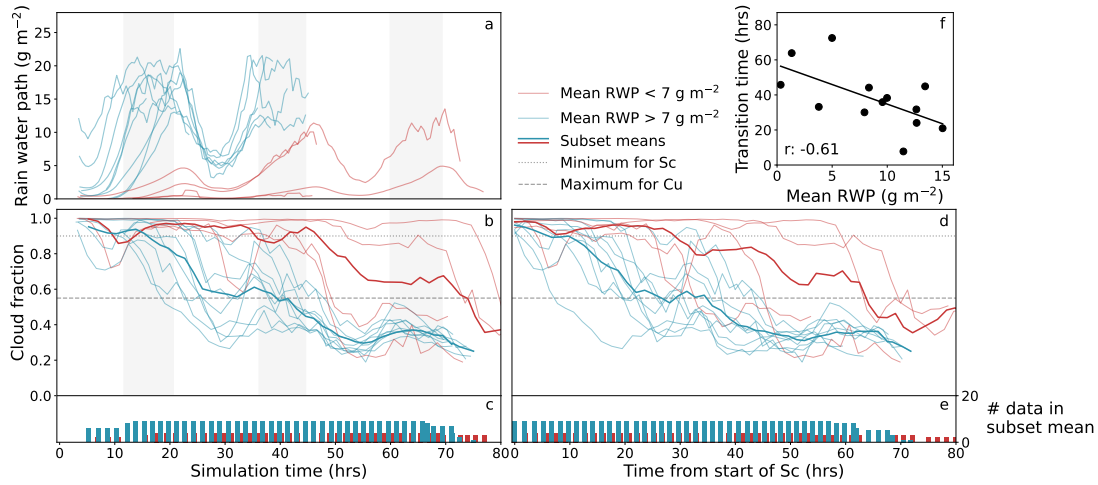 Rain water path (g m⁻²)
25
20
15
10
5
0
a
Mean RWP < 7 g m⁻²
Mean RWP > 7 g m⁻²
Subset means
Minimum for Sc
Maximum for Cu
Transition time (hrs)
80
60
40
20
0
f
r: -0.61
0 5 10 15
Mean RWP (g m⁻²)
Cloud fraction
1.0
0.8
0.6
0.4
0.2
0.0
b
d
c
e
20
0
# data in
subset mean
0 10 20 30 40 50 60 70 80
Simulation time (hrs)
0 10 20 30 40 50 60 70 80
Time from start of Sc (hrs)